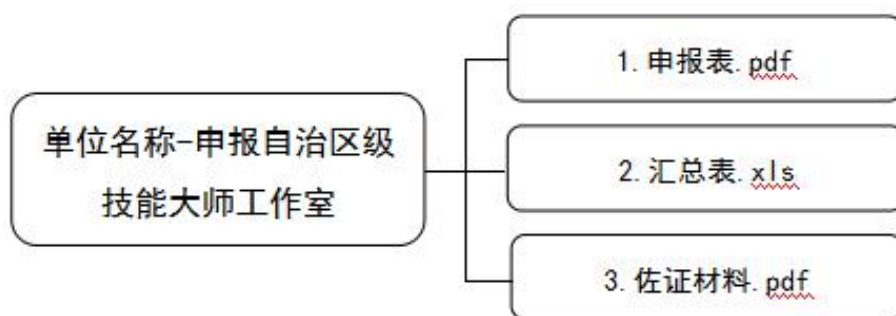 单位名称-申报自治区级
技能大师工作室
1.申报表.pdf
2.汇总表.xls
3.佐证材料.pdf